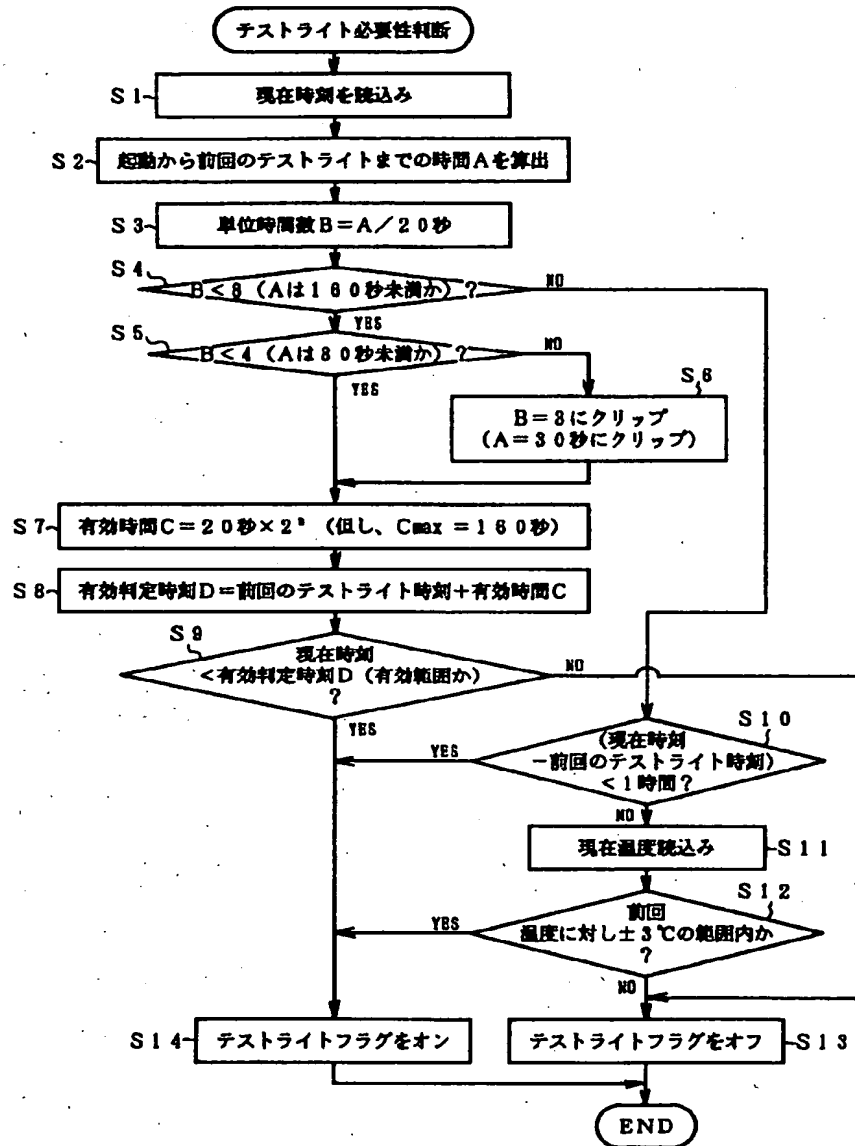 テストライト必要性判断
S1
現在時刻を読込み
S2
起動から前回のテストライトまでの時間Aを算出
S3
単位時間数B=A/20秒
S4
B<8(Aは160秒未満か)?
NO
YES
S5
B<4(Aは80秒未満か)?
NO
YES
S6
B=3にクリップ
(A=30秒にクリップ)
S7
有効時間C=20秒×2ᴮ(但し、Cmax=160秒)
S8
有効判定時刻D=前回のテストライト時刻+有効時間C
S9
現在時刻
<有効判定時刻D(有効範囲か)
?
NO
YES
S10
(現在時刻
-前回のテストライト時刻)
<1時間?
YES
NO
現在温度読込み
S11
S12
前回
温度に対し±3℃の範囲内か
?
YES
NO
S14
テストライトフラグをオン
テストライトフラグをオフ
S13
END